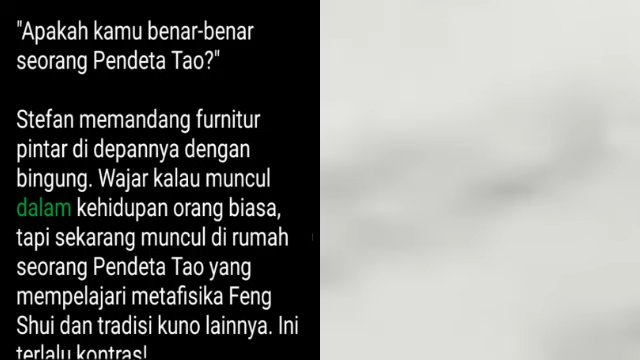 "Apakah kamu benar-benar
seorang Pendeta Tao?"
Stefan memandang furnitur
pintar di depannya dengan
bingung. Wajar kalau muncul
dalam kehidupan orang biasa,
tapi sekarang muncul di rumah
seorang Pendeta Tao yang
mempelajari metafisika Feng
Shui dan tradisi kuno lainnya. Ini
terlalu kontras!